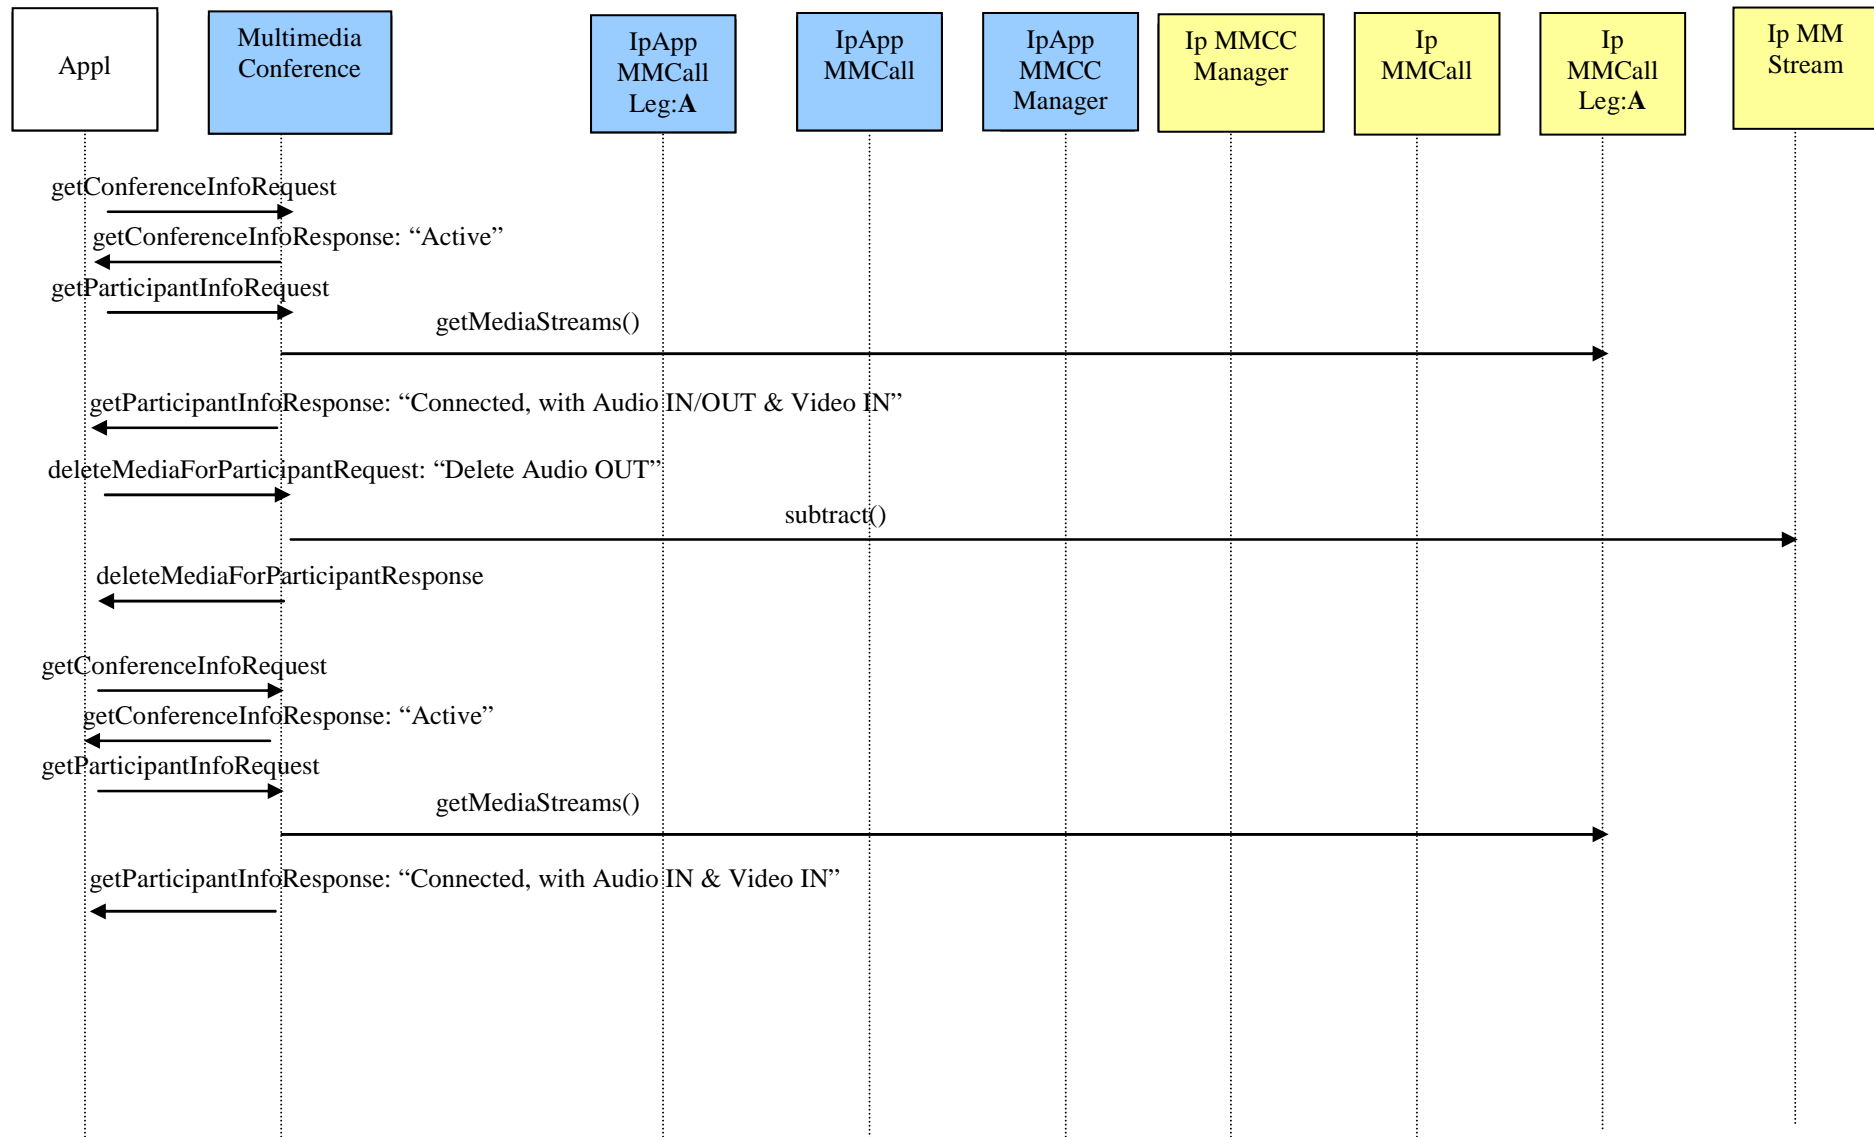 Appl
Multimedia
Conference
IpApp
MMCall
Leg:A
IpApp
MMCall
IpApp
MMCC
Manager
Ip MMCC
Manager
Ip
MMCall
Ip
MMCall
Leg:A
Ip MM
Stream
getConferenceInfoRequest
getConferenceInfoResponse: “Active”
getParticipantInfoRequest
getMediaStreams()
getParticipantInfoResponse: “Connected, with Audio IN/OUT & Video IN”
deleteMediaForParticipantRequest: “Delete Audio OUT”
subtract()
deleteMediaForParticipantResponse
getConferenceInfoRequest
getConferenceInfoResponse: “Active”
getParticipantInfoRequest
getMediaStreams()
getParticipantInfoResponse: “Connected, with Audio IN & Video IN”